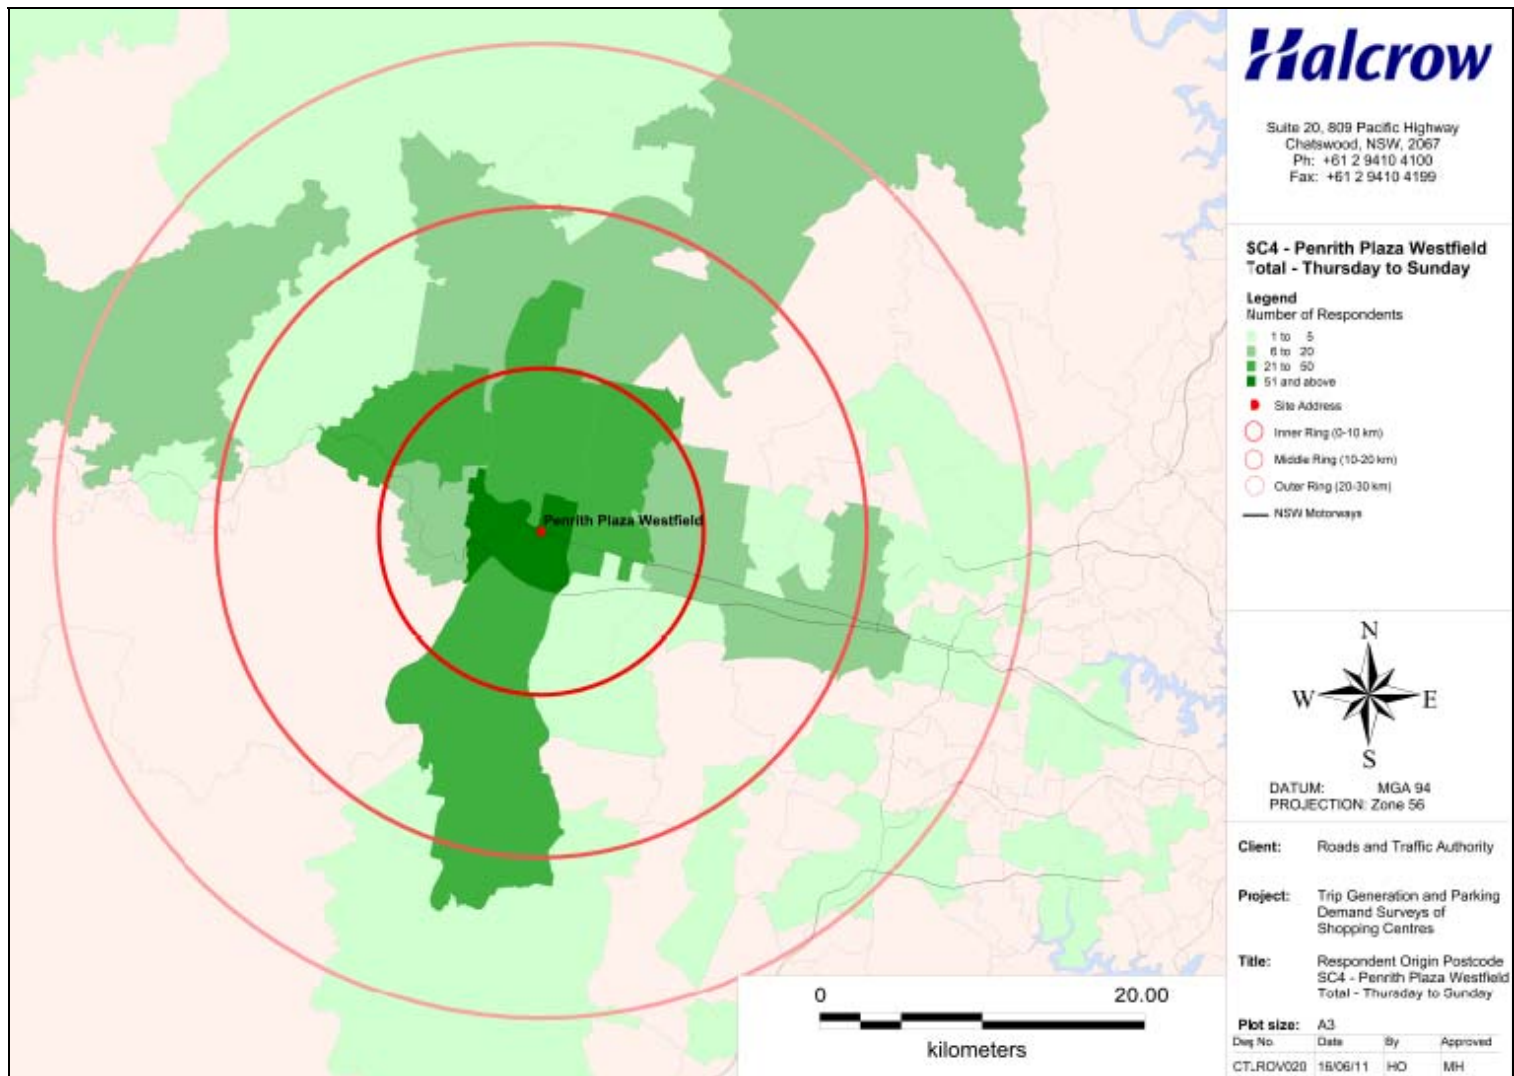 Halcrow
Suite 20, 809 Pacific Highway
Chatswood, NSW, 2067
Ph: +61 2 9410 4100
Fax: +61 2 9410 4199
SC4 - Penrith Plaza Westfield
Total - Thursday to Sunday
Legend
Number of Respondents
1 to 5
6 to 20
21 to 50
51 and above
Site Address
Inner Ring (0-10 km)
Middle Ring (10-20 km)
Outer Ring (20-30 km)
NSW Motorways
Penrith Plaza Westfield
N
W E
S
DATUM: MGA 94
PROJECTION: Zone 56
Client: Roads and Traffic Authority
Project: Trip Generation and Parking
Demand Surveys of
Shopping Centres
Title: Respondent Origin Postcode
SC4 - Penrith Plaza Westfield
Total - Thursday to Sunday
0 20.00
kilometers
Plot size: A3
Dwg No. Date By Approved
CTLROV020 16/06/11 HO MH